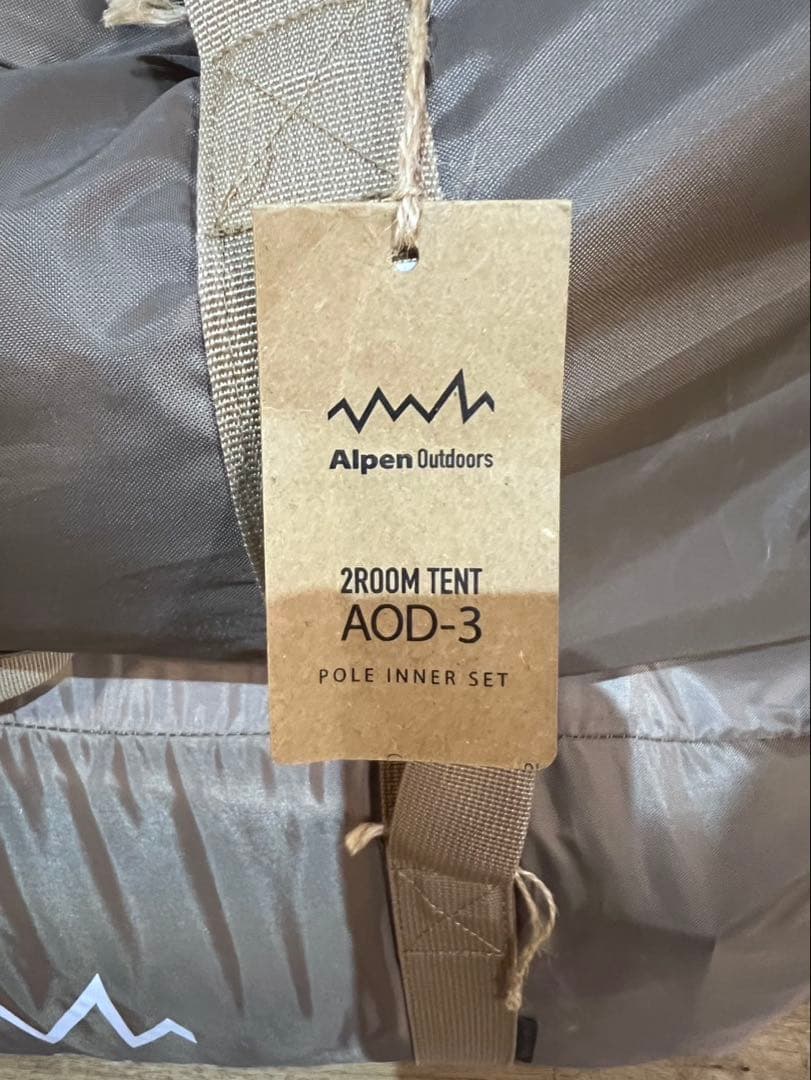 Alpen Outdoors
2ROOM TENT
AOD-3
POLE INNER SET